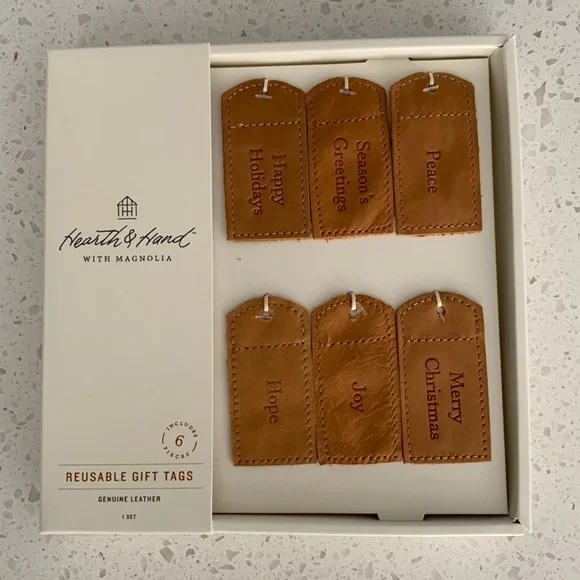 Hearth & Hand™
WITH MAGNOLIA
INCLUDES
6
PIECES
REUSABLE GIFT TAGS
GENUINE LEATHER
1 SET
Happy
Holidays
Season's
Greetings
Peace
Hope
Joy
Merry
Christmas